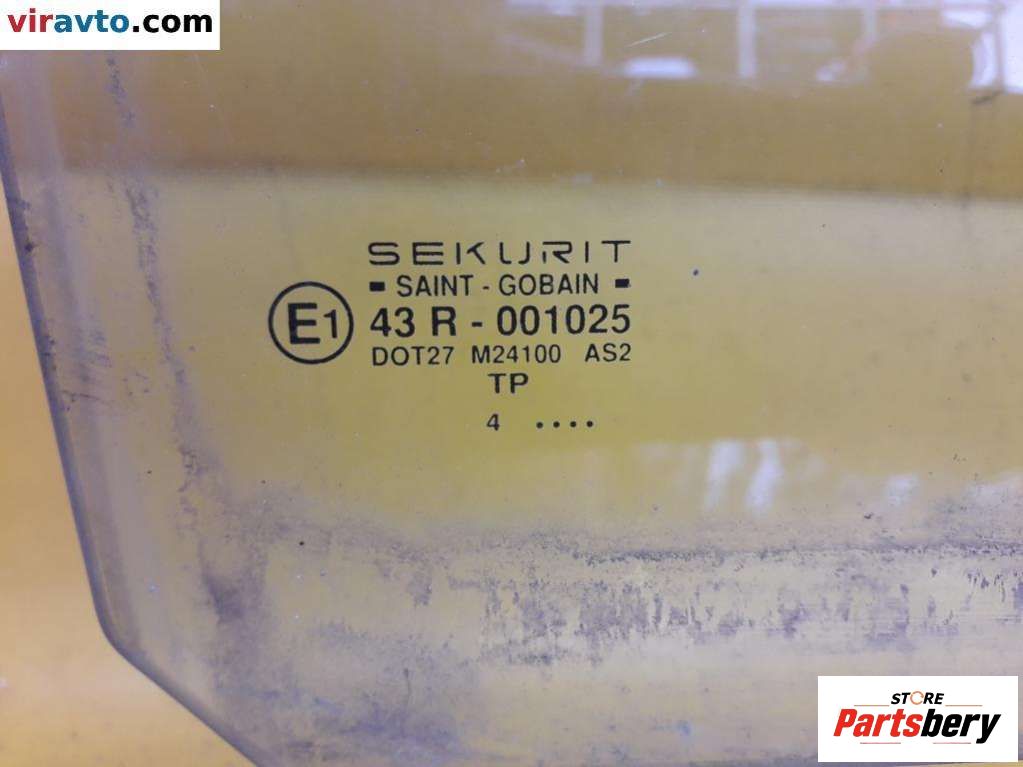 viravto.com
SEKURIT
SAINT - GOBAIN
E1 43 R - 001025
DOT27 M24100 AS2
TP
4 ....
STORE
Partsbery